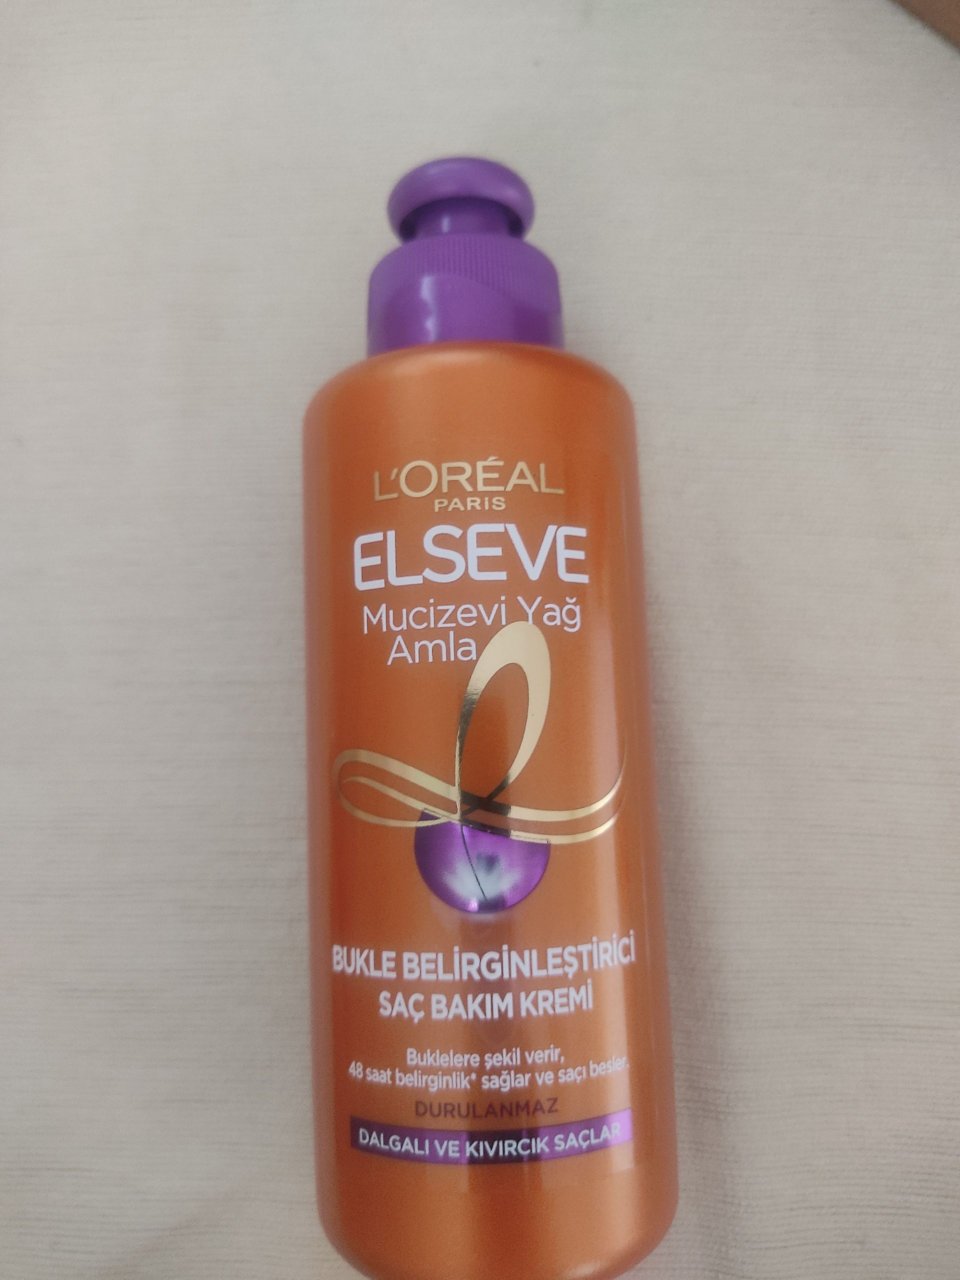 L'ORÉAL
PARIS
ELSEVE
Mucizevi Yağ
Amla
BUKLE BELİRGİNLEŞTİRİCİ
SAÇ BAKIM KREMİ
Buklelere şekil verir,
48 saat belirginlik* sağlar ve saçı besler.
DURULANMAZ
DALGALI VE KIVIRCIK SAÇLAR